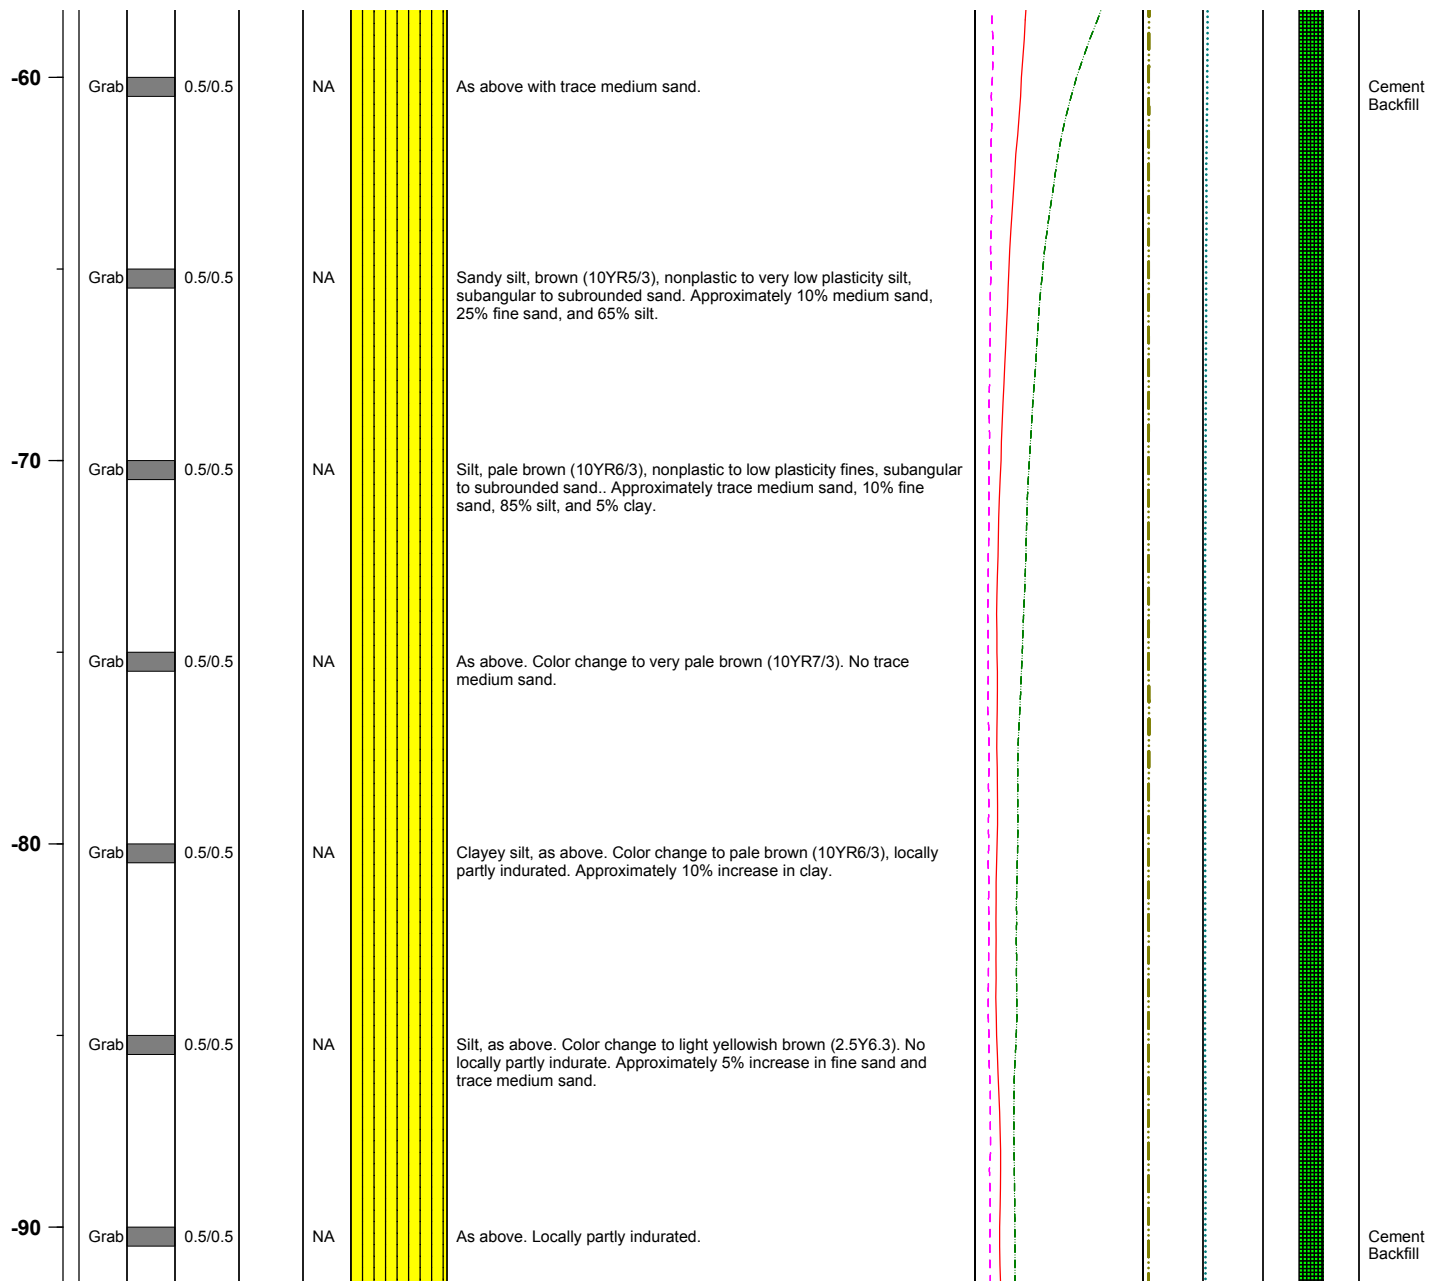 -60
Grab 0.5/0.5 NA As above with trace medium sand. Cement
Backfill
Grab 0.5/0.5 NA Sandy silt, brown (10YR5/3), nonplastic to very low plasticity silt,
subangular to subrounded sand. Approximately 10% medium sand,
25% fine sand, and 65% silt.
-70
Grab 0.5/0.5 NA Silt, pale brown (10YR6/3), nonplastic to low plasticity fines, subangular
to subrounded sand.. Approximately trace medium sand, 10% fine
sand, 85% silt, and 5% clay.
Grab 0.5/0.5 NA As above. Color change to very pale brown (10YR7/3). No trace
medium sand.
-80
Grab 0.5/0.5 NA Clayey silt, as above. Color change to pale brown (10YR6/3), locally
partly indurated. Approximately 10% increase in clay.
Grab 0.5/0.5 NA Silt, as above. Color change to light yellowish brown (2.5Y6.3). No
locally partly indurate. Approximately 5% increase in fine sand and
trace medium sand.
-90
Grab 0.5/0.5 NA As above. Locally partly indurated. Cement
Backfill